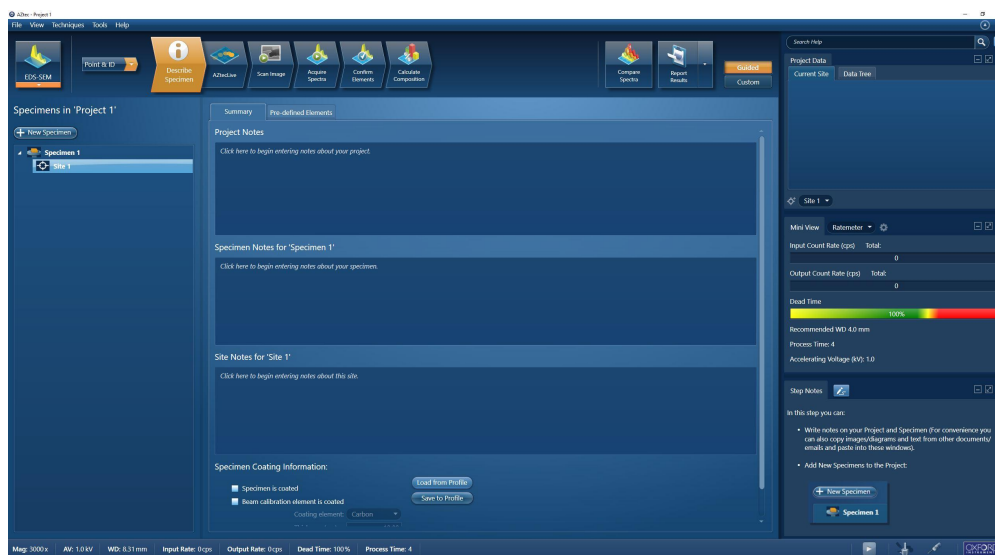 AZtec - Project 1
File View Techniques Tools Help
EDS-SEM
Point & ID
Describe
Specimen
AZtecLive
Scan Image
Acquire
Spectra
Confirm
Elements
Calculate
Composition
Compare
Spectra
Report
Results
Guided
Custom
Specimens in 'Project 1'
New Specimen
Specimen 1
Site 1
Summary
Pre-defined Elements
Project Notes
Click here to begin entering notes about your project.
Specimen Notes for 'Specimen 1'
Click here to begin entering notes about your specimen.
Site Notes for 'Site 1'
Click here to begin entering notes about this site.
Specimen Coating Information:
Specimen is coated
Beam calibration element is coated
Load from Profile
Save to Profile
Coating element: Carbon
Search Help
Project Data
Current Site Data Tree
Site 1
Mini View Ratemeter
Input Count Rate (cps) Total:
0
Output Count Rate (cps) Total:
0
Dead Time
100%
Recommended WD 4.0 mm
Process Time: 4
Accelerating Voltage (kV): 1.0
Step Notes
In this step you can:
• Write notes on your Project and Specimen (For convenience you
can also copy images/diagrams and text from other documents/
emails and paste into these windows).
• Add New Specimens to the Project:
New Specimen
Specimen 1
Mag: 3000 x AV: 1.0 kV WD: 8.31 mm Input Rate: 0 cps Output Rate: 0 cps Dead Time: 100% Process Time: 4